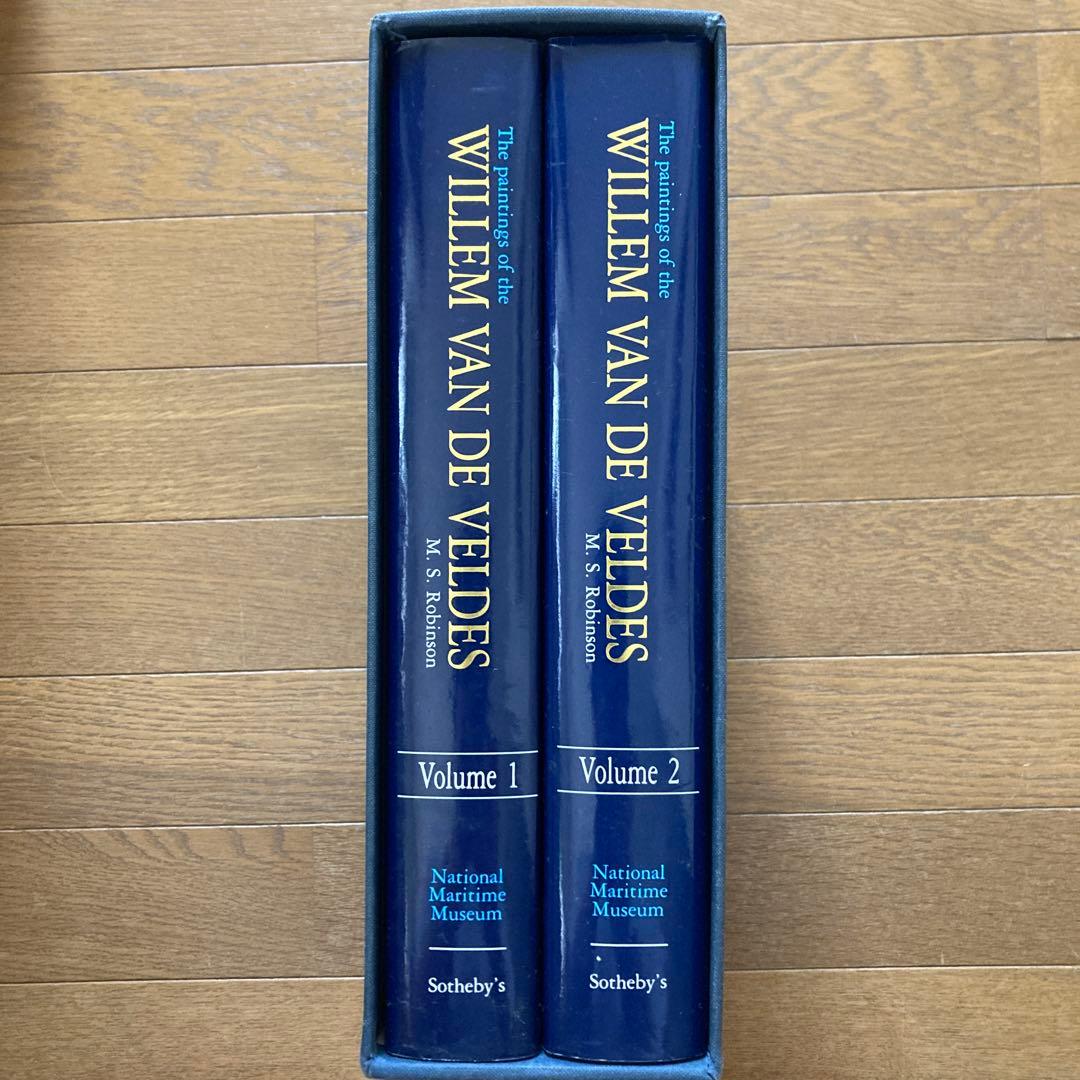 The paintings of the
WILLEM VAN DE VELDES
M. S. Robinson
Volume 1
National
Maritime
Museum
Sotheby's
The paintings of the
WILLEM VAN DE VELDES
M. S. Robinson
Volume 2
National
Maritime
Museum
Sotheby's